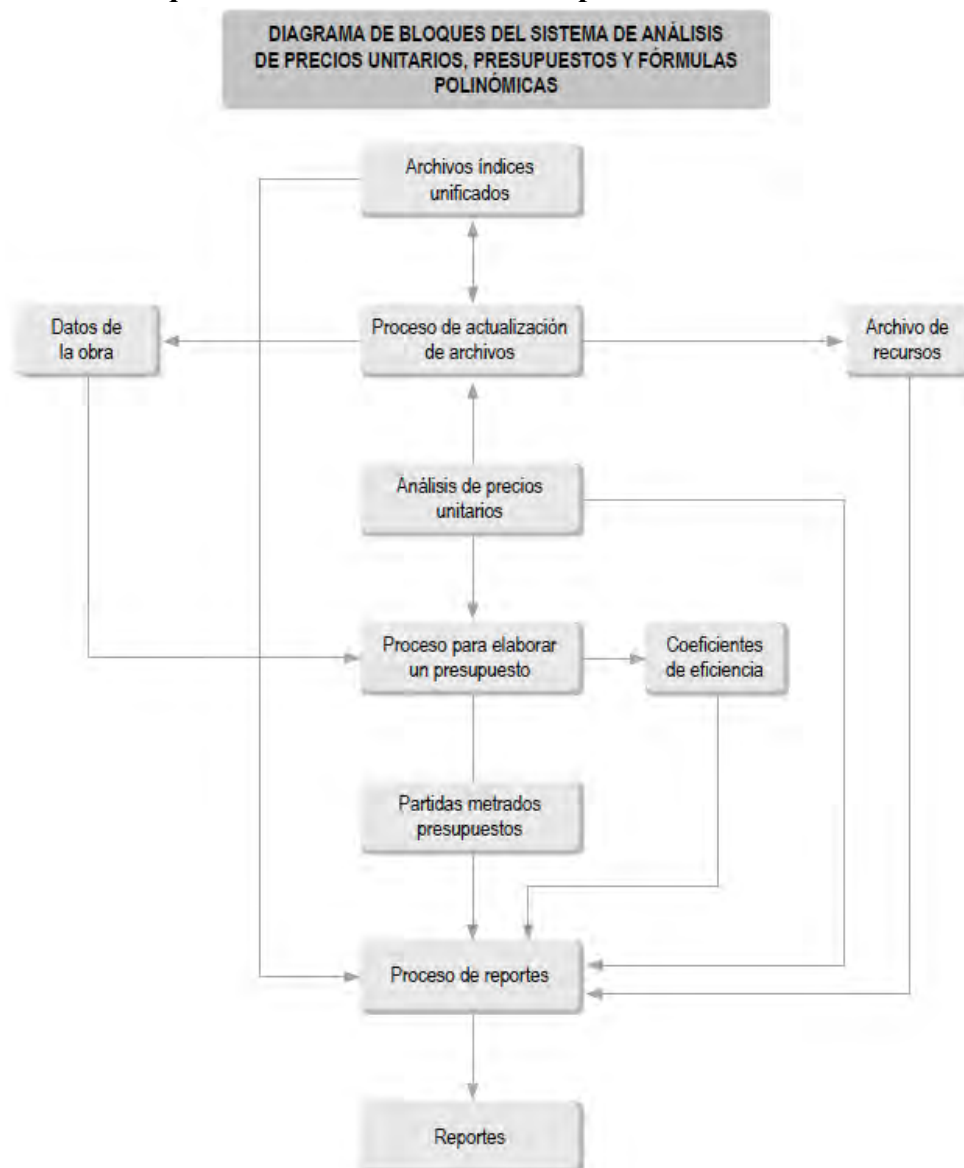 DIAGRAMA DE BLOQUES DEL SISTEMA DE ANÁLISIS
DE PRECIOS UNITARIOS, PRESUPUESTOS Y FÓRMULAS
POLINÓMICAS
Archivos índices
unificados
Datos de
la obra
Proceso de actualización
de archivos
Archivo de
recursos
Análisis de precios
unitarios
Proceso para elaborar
un presupuesto
Coeficientes
de eficiencia
Partidas metrados
presupuestos
Proceso de reportes
Reportes